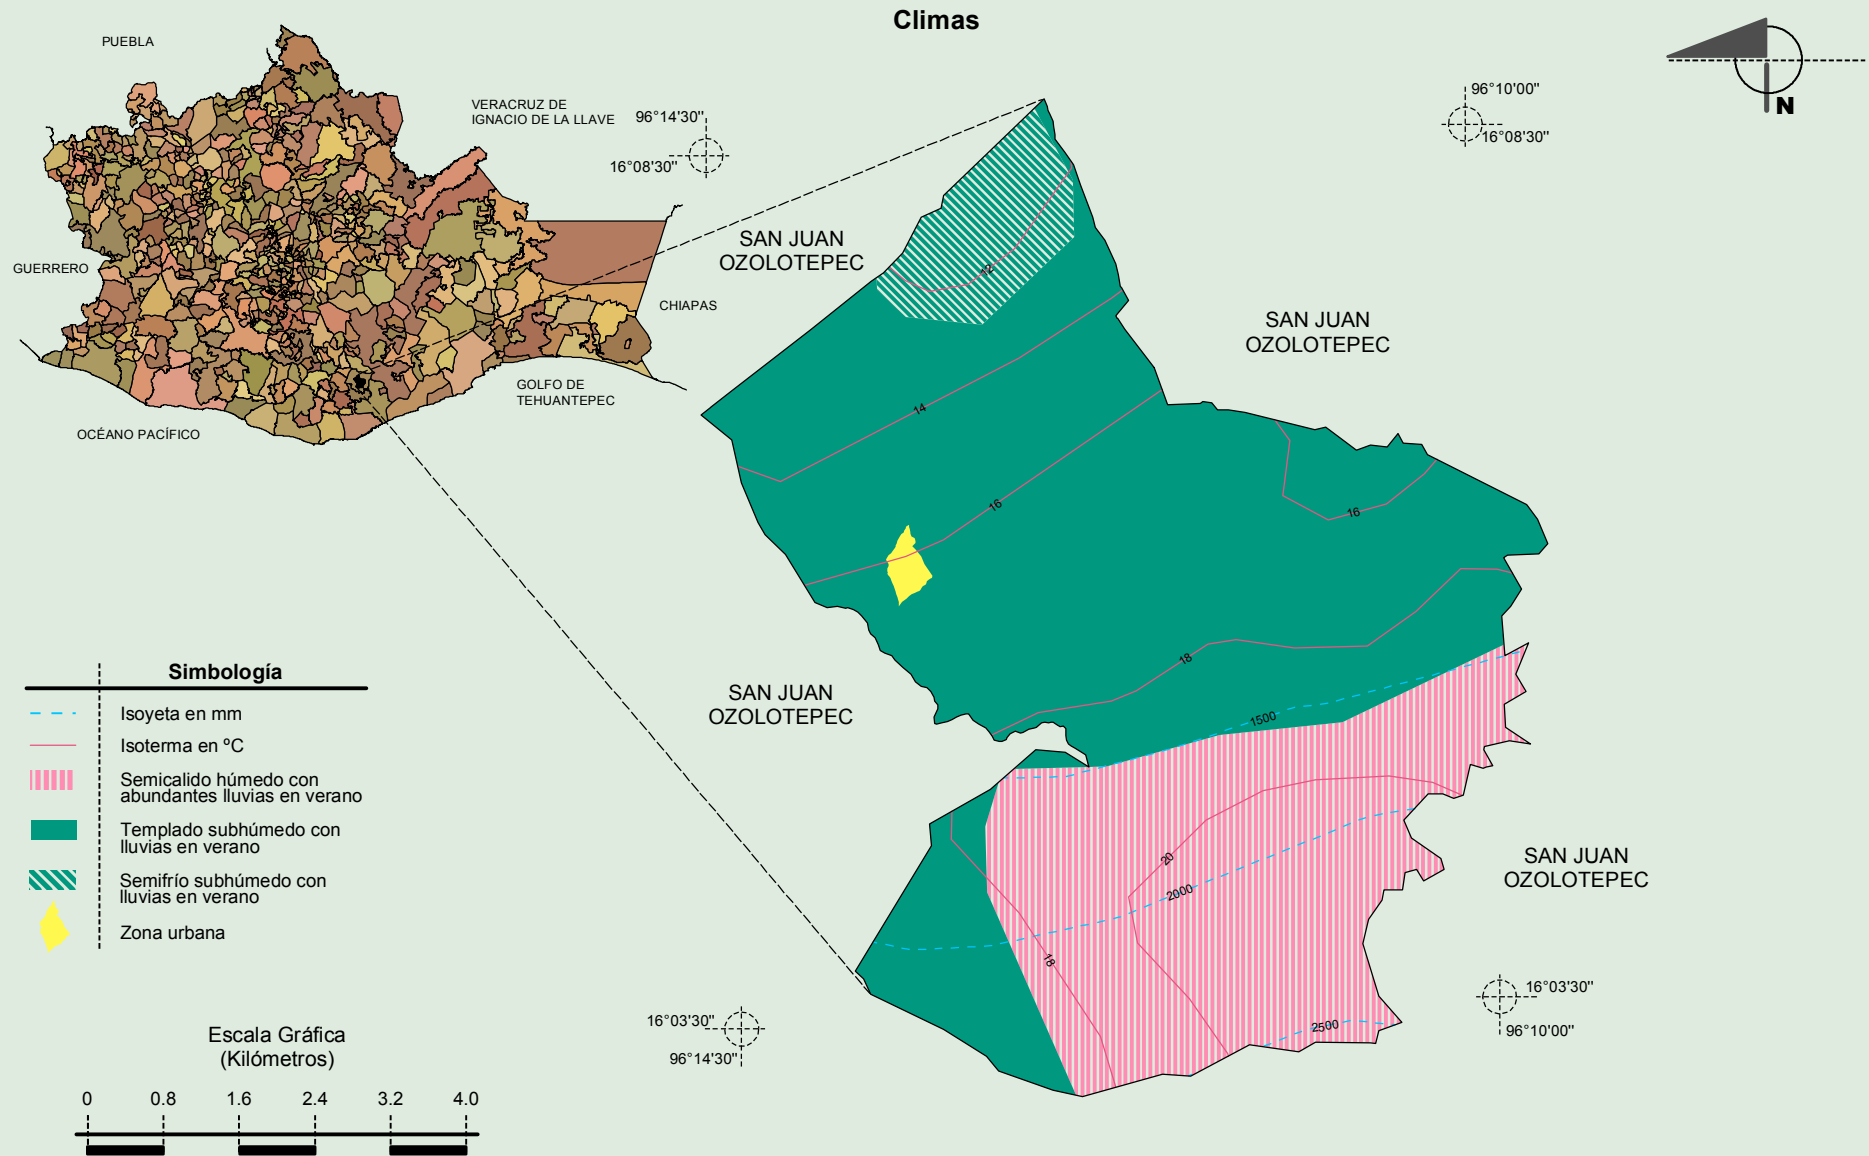 Climas
PUEBLA
VERACRUZ DE
IGNACIO DE LA LLAVE
GUERRERO
CHIAPAS
GOLFO DE
TEHUANTEPEC
OCÉANO PACÍFICO
96°14'30"
16°08'30"
96°10'00"
16°08'30"
N
SAN JUAN
OZOLOTEPEC
SAN JUAN
OZOLOTEPEC
12
14
16
16
18
SAN JUAN
OZOLOTEPEC
1500
20
2000
18
2500
SAN JUAN
OZOLOTEPEC
16°03'30"
96°14'30"
16°03'30"
96°10'00"
Simbología
Isoyeta en mm
Isoterma en ºC
Semicalido húmedo con
abundantes lluvias en verano
Templado subhúmedo con
lluvias en verano
Semifrío subhúmedo con
lluvias en verano
Zona urbana
Escala Gráfica
(Kilómetros)
0 0.8 1.6 2.4 3.2 4.0